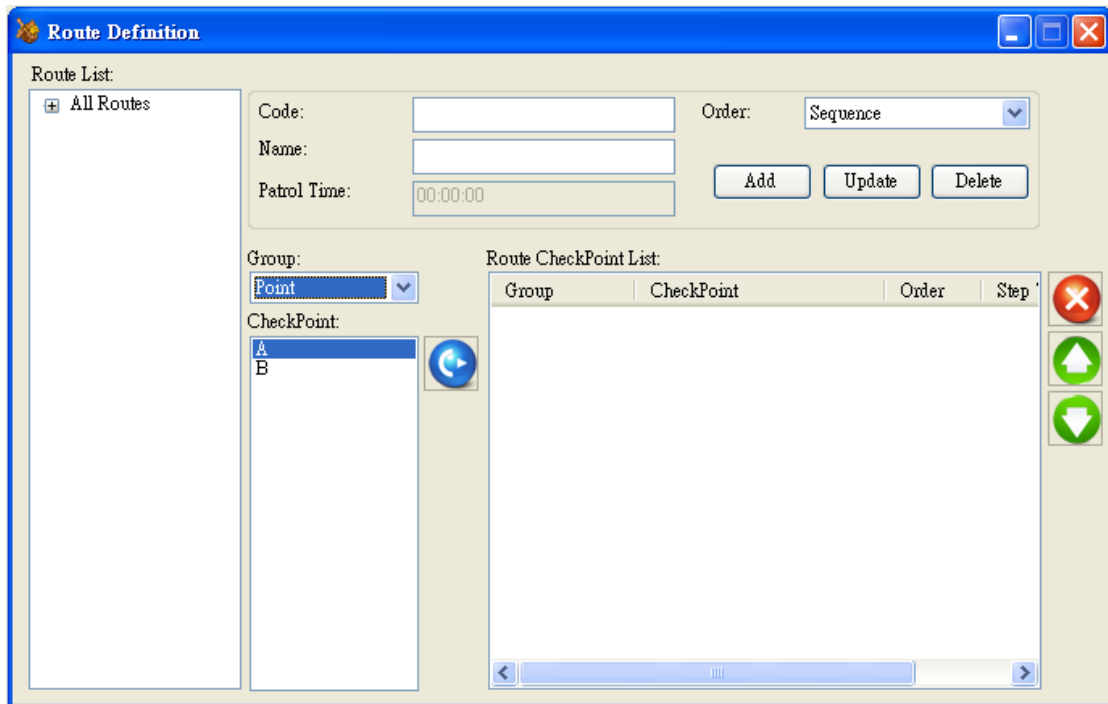 Route Definition
Route List:
All Routes
Code:
Order:
Sequence
Name:
Patrol Time:
00:00:00
Add
Update
Delete
Group:
Point
CheckPoint:
A
B
Route CheckPoint List:
Group
CheckPoint
Order
Step